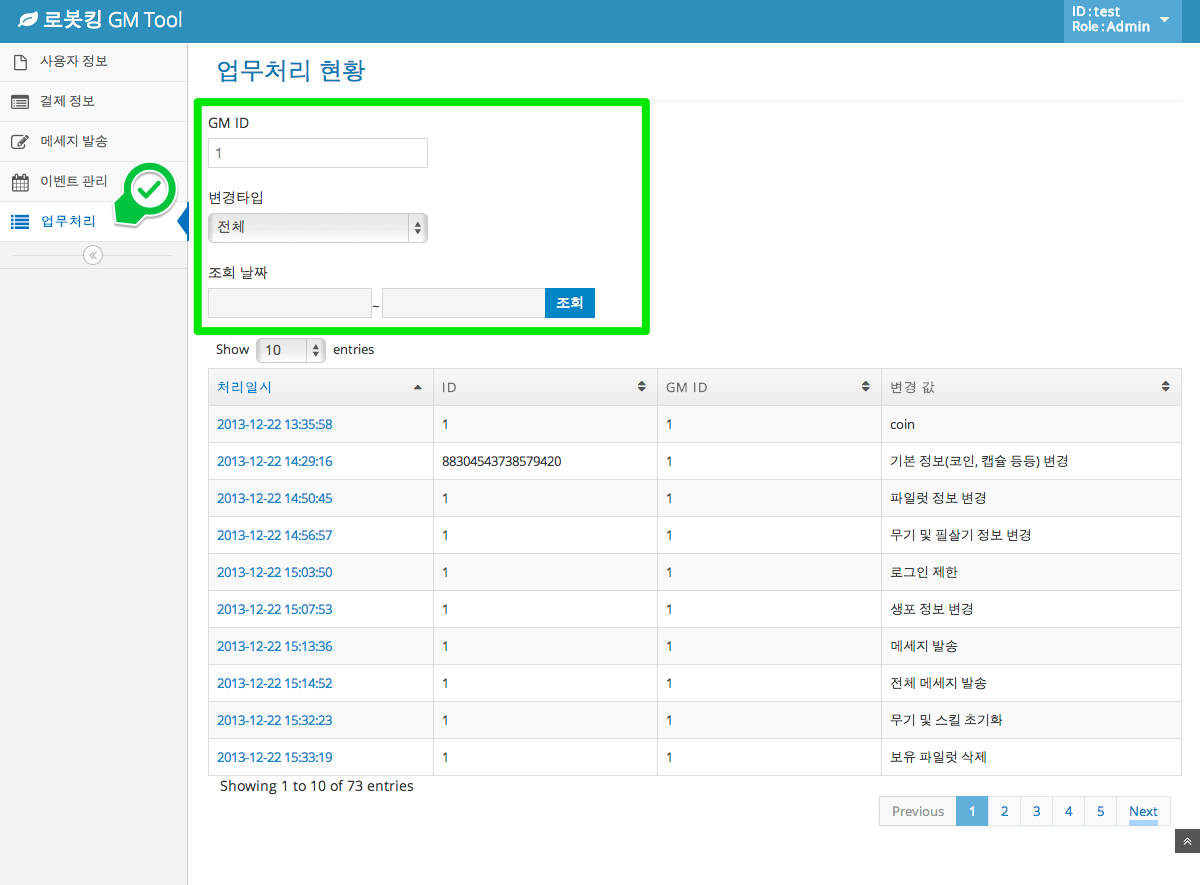 로봇킹 GM Tool
ID : test
Role : Admin
사용자 정보
결제 정보
메세지 발송
이벤트 관리
업무처리
업무처리 현황
GM ID
1
변경타입
전체
조회 날짜
~ 조회
Show 10 entries
처리일시 ID GM ID 변경 값
2013-12-22 13:35:58 1 1 coin
2013-12-22 14:29:16 88304543738579420 1 기본 정보(코인, 캡슐 등등) 변경
2013-12-22 14:50:45 1 1 파일럿 정보 변경
2013-12-22 14:56:57 1 1 무기 및 필살기 정보 변경
2013-12-22 15:03:50 1 1 로그인 제한
2013-12-22 15:07:53 1 1 생포 정보 변경
2013-12-22 15:13:36 1 1 메세지 발송
2013-12-22 15:14:52 1 1 전체 메세지 발송
2013-12-22 15:32:23 1 1 무기 및 스킬 초기화
2013-12-22 15:33:19 1 1 보유 파일럿 삭제
Showing 1 to 10 of 73 entries
Previous 1 2 3 4 5 Next